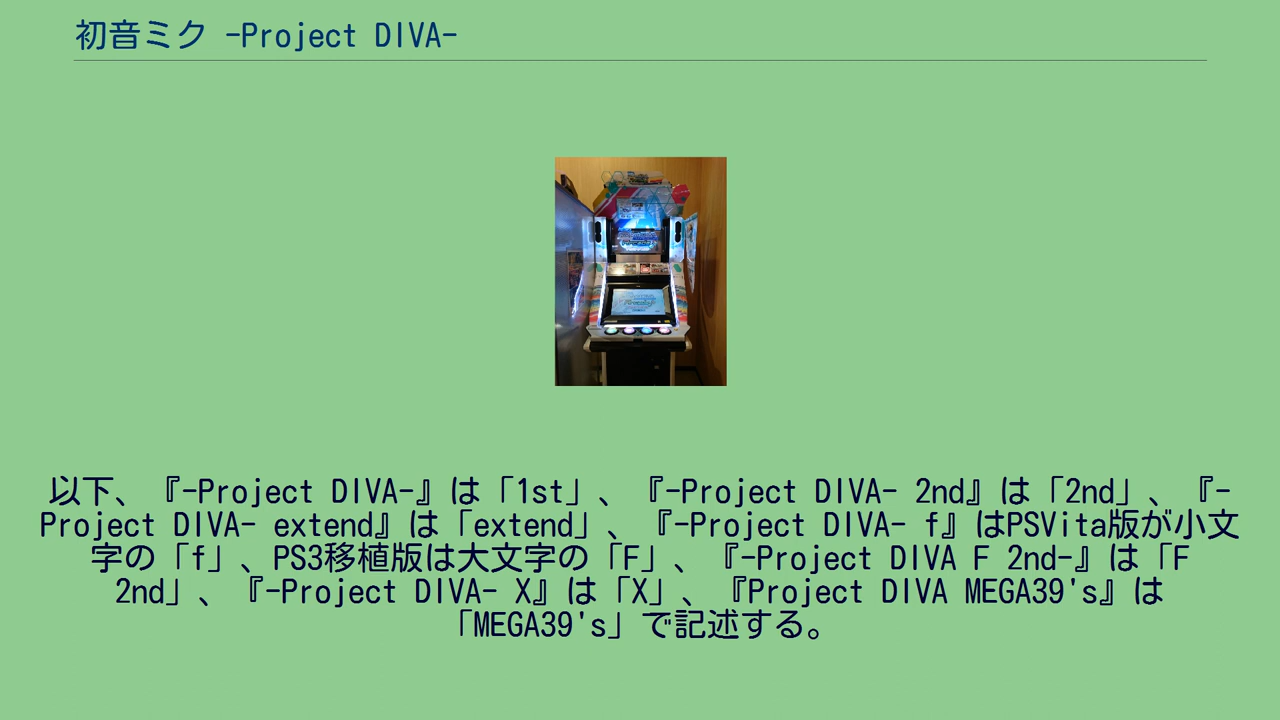 初音ミク -Project DIVA-
以下、『-Project DIVA-』は「1st」、『-Project DIVA- 2nd』は「2nd」、『-
Project DIVA- extend』は「extend」、『-Project DIVA- f』はPSVita版が小文
字の「f」、PS3移植版は大文字の「F」、『-Project DIVA F 2nd-』は「F
2nd」、『-Project DIVA- X』は「X」、『Project DIVA MEGA39's』は
「MEGA39's」で記述する。